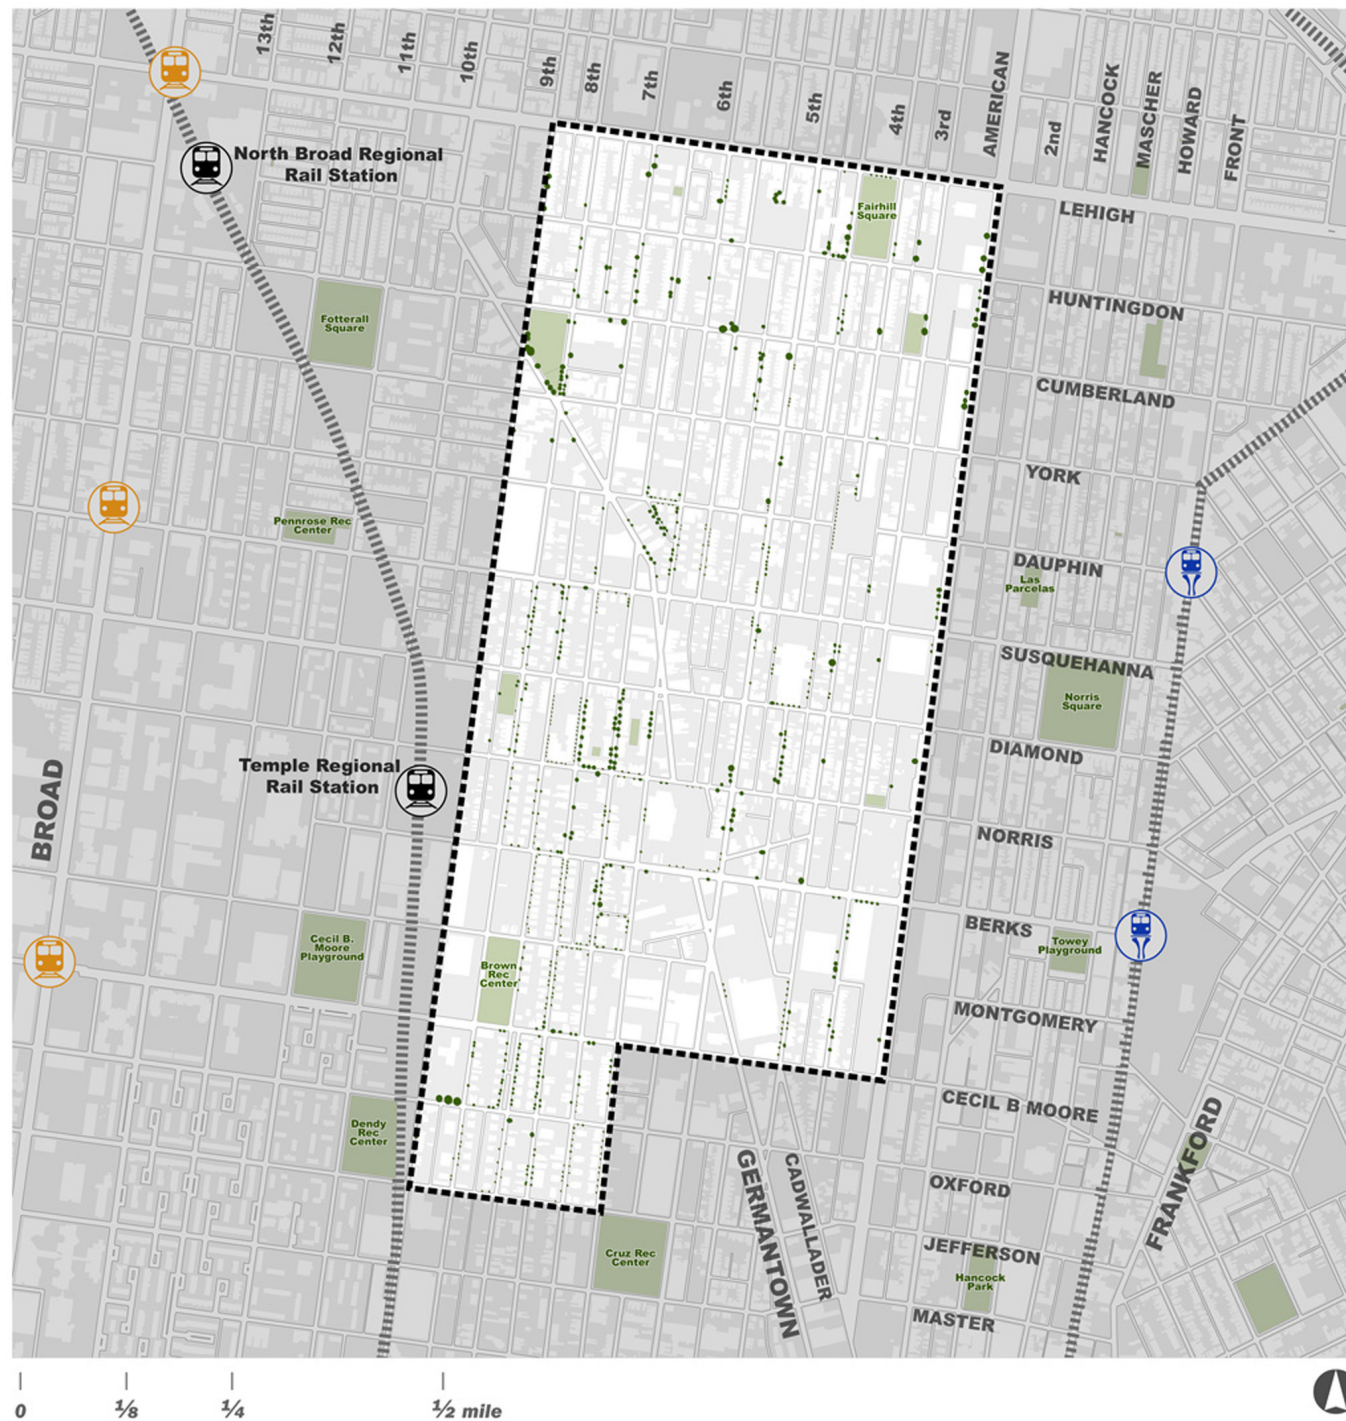 13th
12th
11th
10th
9th
8th
7th
6th
5th
4th
3rd
AMERICAN
2nd
HANCOCK
MASCHER
HOWARD
FRONT
North Broad Regional
Rail Station
LEHIGH
Fairhill
Square
HUNTINGDON
Fotterall
Square
CUMBERLAND
YORK
Pennrose Rec
Center
DAUPHIN
Las
Parcelas
SUSQUEHANNA
Norris
Square
DIAMOND
Temple Regional
Rail Station
BROAD
NORRIS
BERKS
Towey
Playground
Cecil B.
Moore
Playground
Brown
Rec
Center
MONTGOMERY
CECIL B MOORE
Dendy
Rec
Center
FRANKFORD
GERMANTOWN
CADWALLADER
OXFORD
Cruz Rec
Center
JEFFERSON
Hancock
Park
MASTER
0
⅛
¼
½ mile